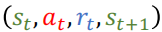 (s_t, a_t, r_t, s_{t+1})